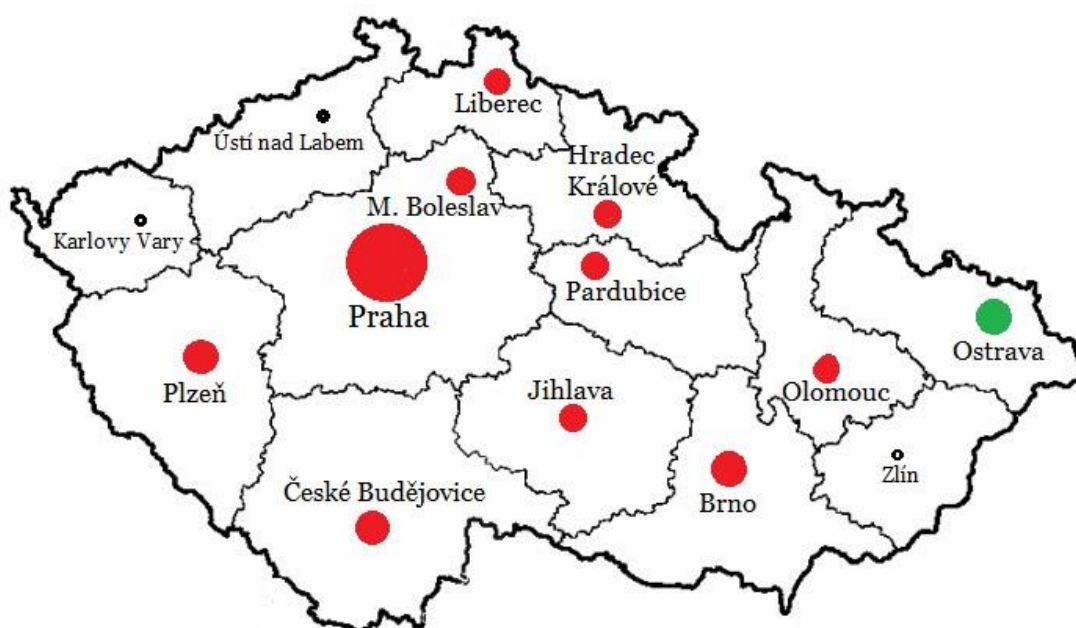 Liberec
Ústí nad Labem
Hradec
Králové
M. Boleslav
Karlovy Vary
Pardubice
Praha
Ostrava
Plzeň
Jihlava
Olomouc
Zlín
České Budějovice
Brno